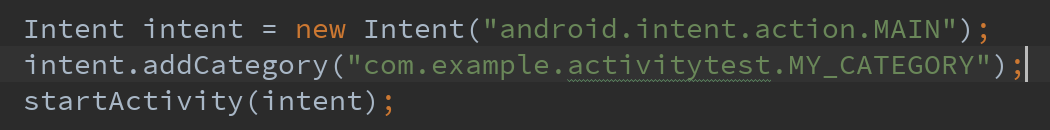 Intent intent = new Intent("android.intent.action.MAIN");
intent.addCategory("com.example.activitytest.MY_CATEGORY");
startActivity(intent);